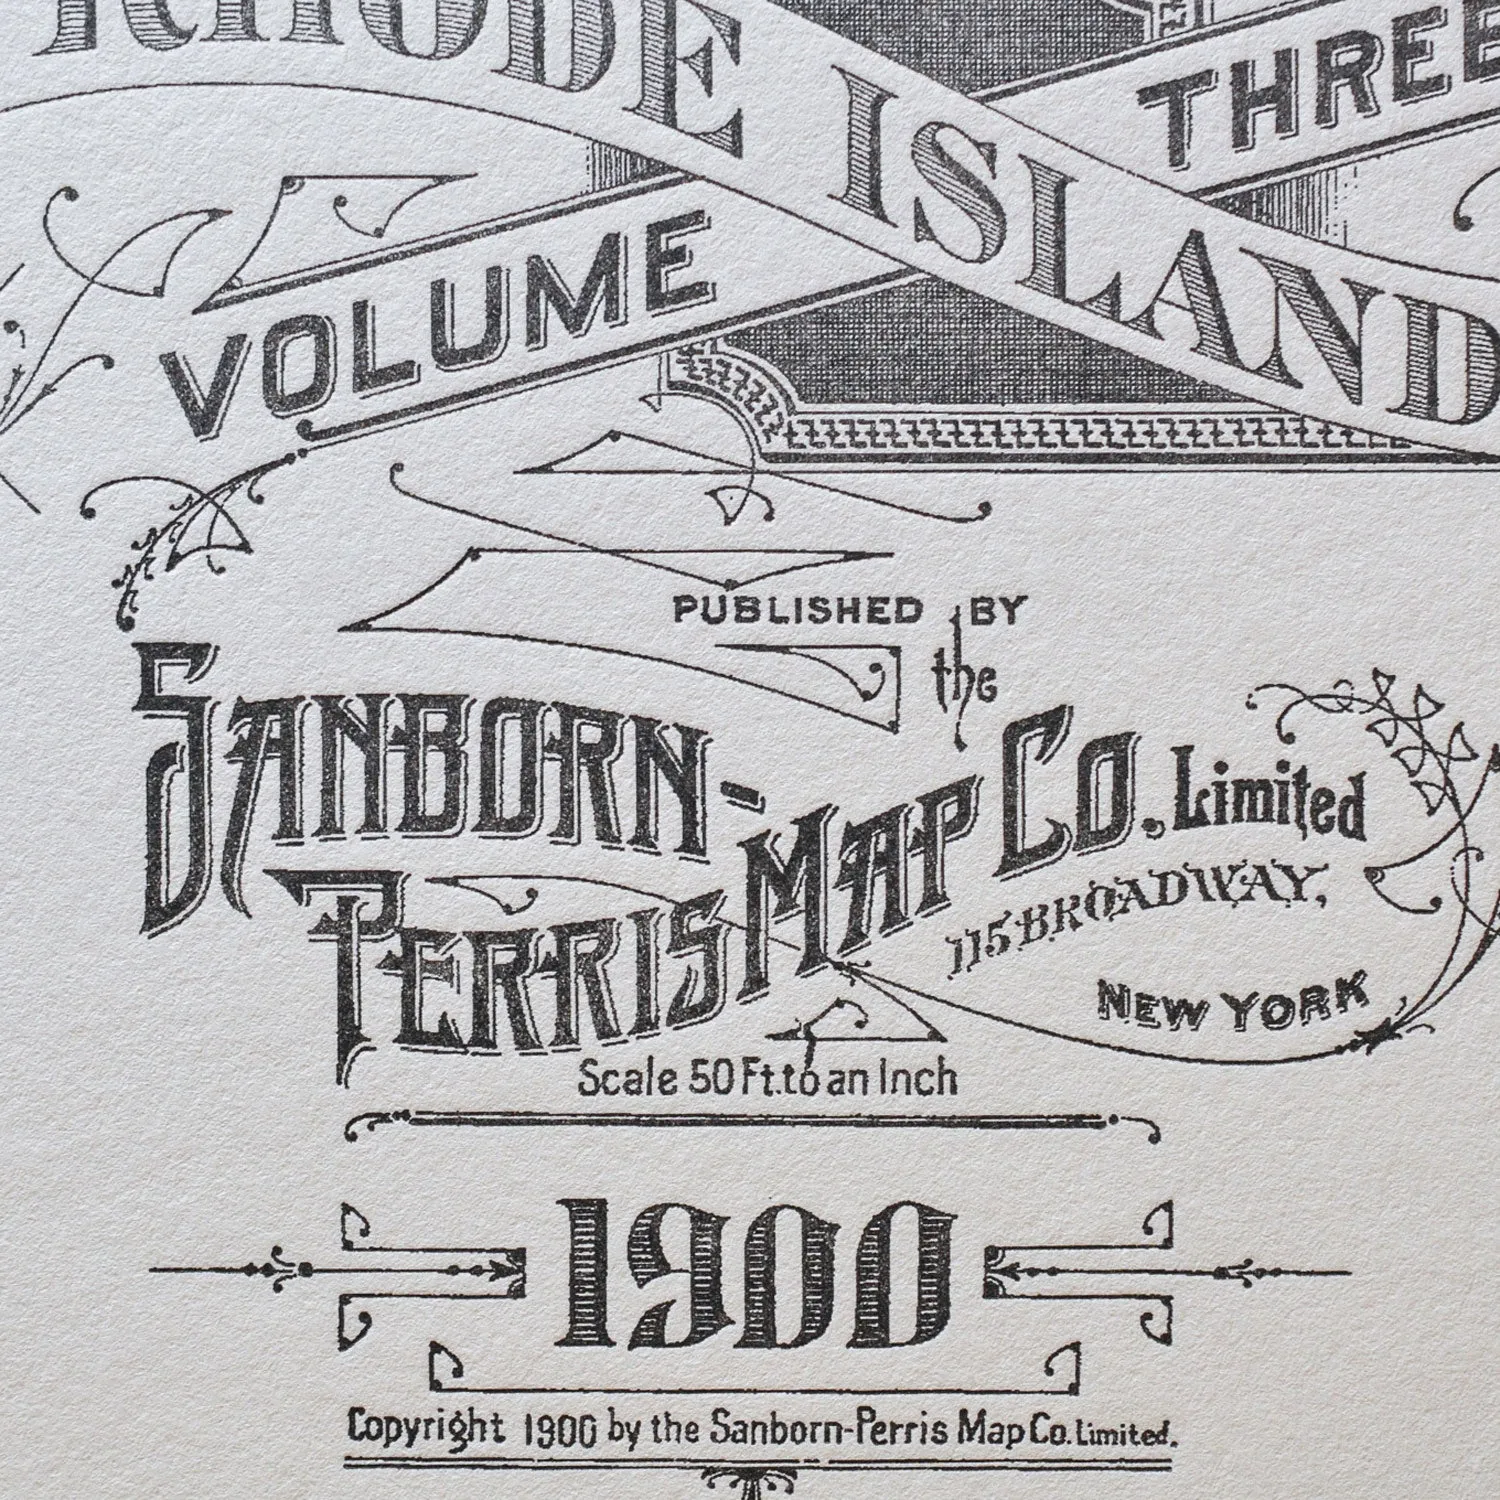 RHODE ISLAND
VOLUME THREE
PUBLISHED BY
the
SANBORN-
PERRIS MAP CO. Limited
115 BROADWAY,
NEW YORK
Scale 50 Ft. to an Inch
1900
Copyright 1900 by the Sanborn-Perris Map Co. Limited.